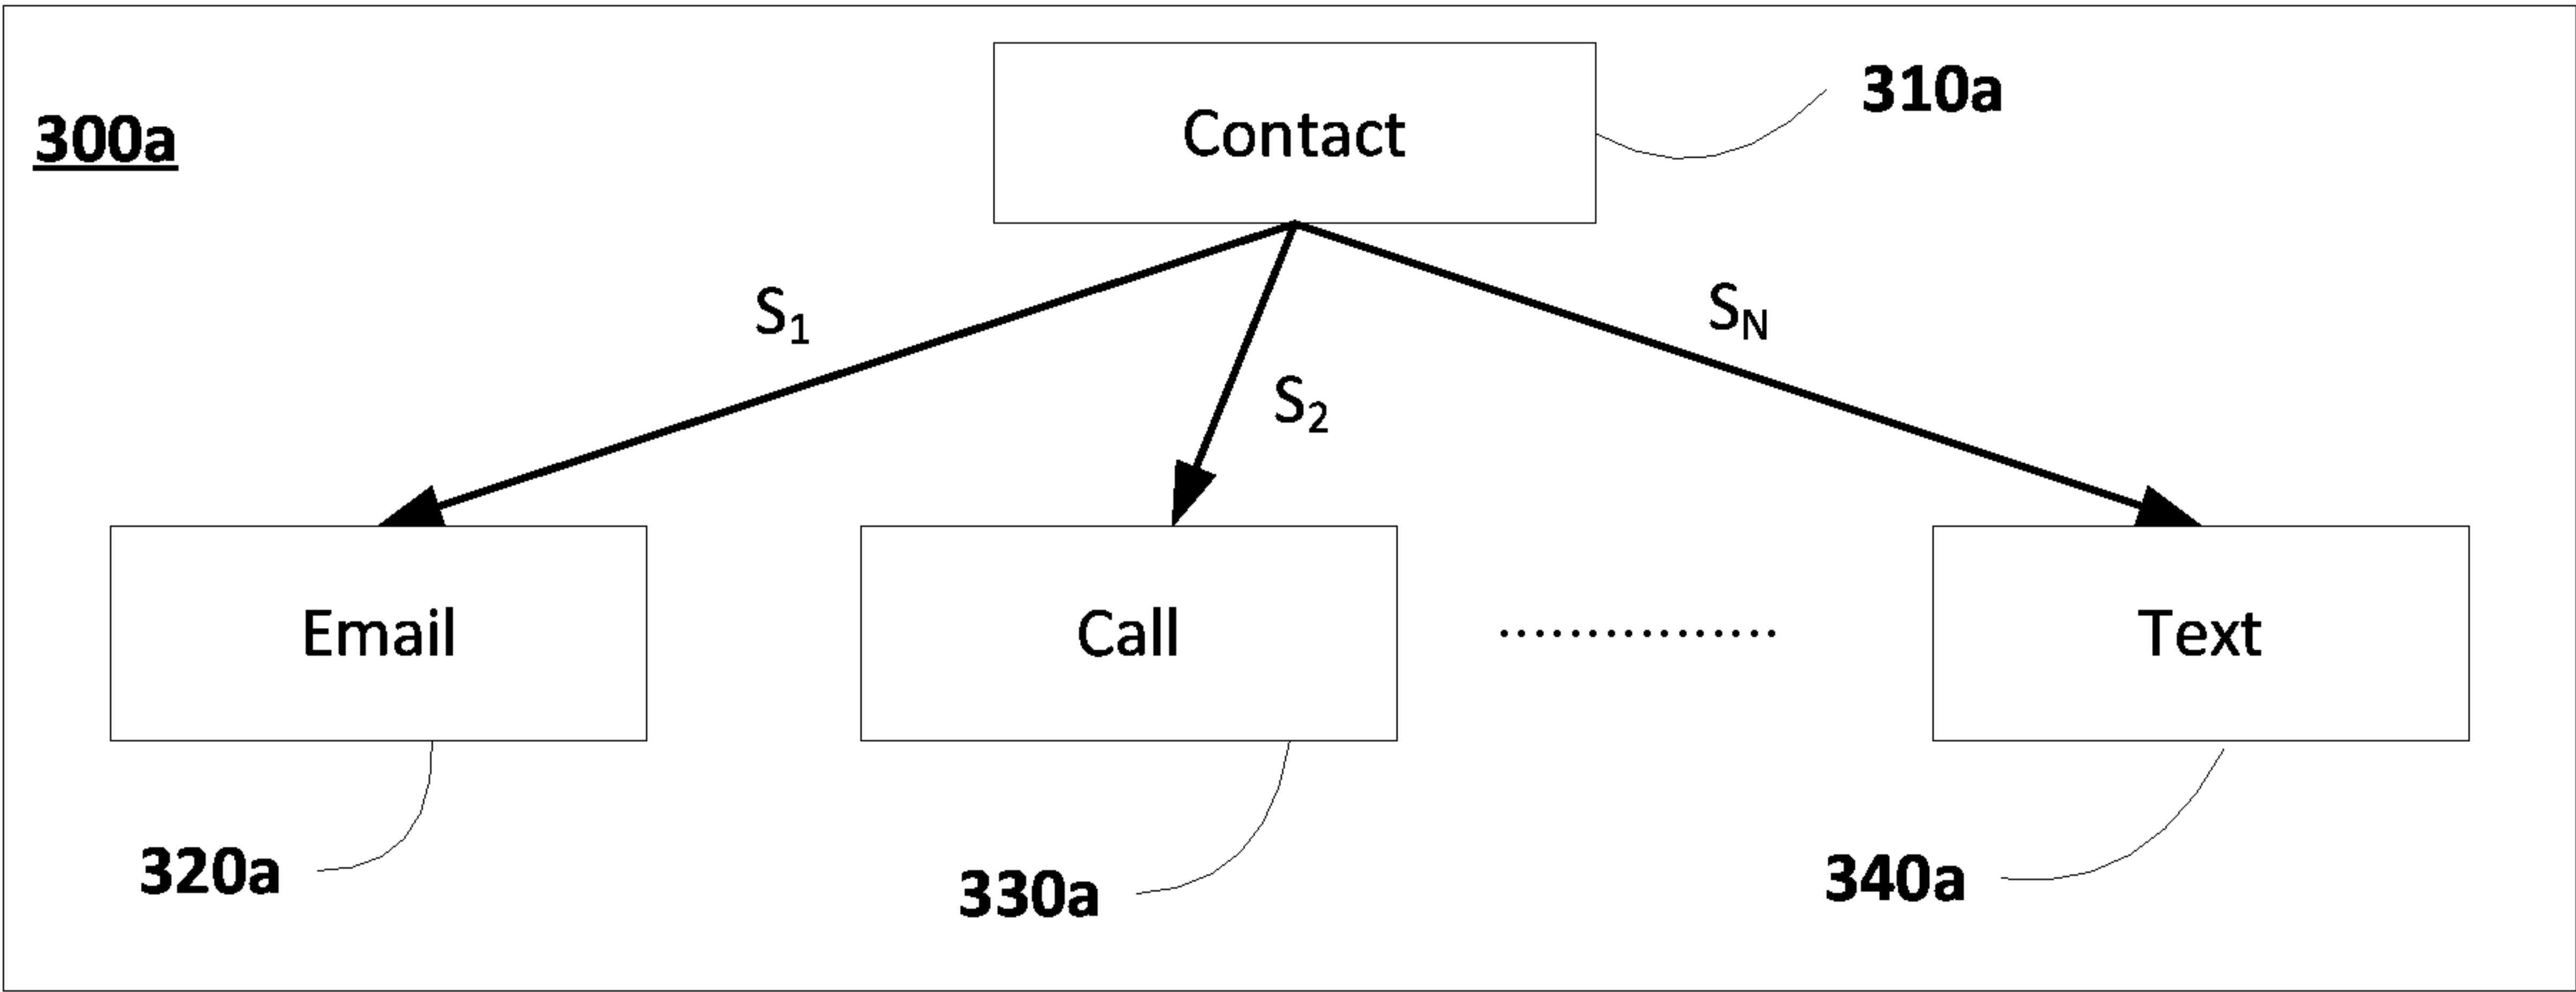 310a
Contact
300a
S1
SN
S2
Email
Call
................
Text
320a
330a
340a